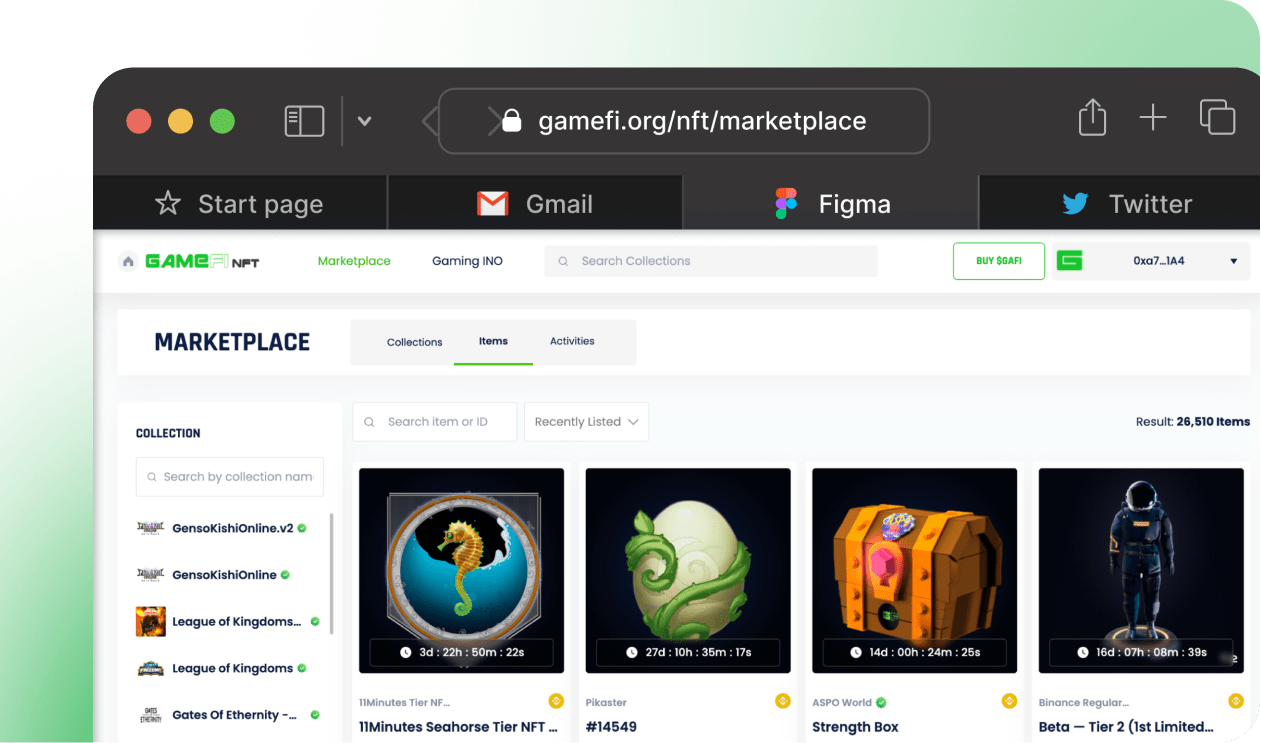 gamefi.org/nft/marketplace
Start page
Gmail
Figma
Twitter
GAMEFI NFT
Marketplace
Gaming INO
Search Collections
BUY $GAFI
0xa7...1A4
MARKETPLACE
Collections
Items
Activities
COLLECTION
Search item or ID
Recently Listed
Result: 26,510 Items
Search by collection nam
GensoKishiOnline.v2
GensoKishiOnline
League of Kingdoms...
League of Kingdoms
GATES
ETHERNITY
Gates Of Ethernity -...
3d : 22h : 50m : 22s
27d : 10h : 35m : 17s
14d : 00h : 24m : 25s
16d : 07h : 08m : 39s
11Minutes Tier NF...
Pikaster
ASPO World
Binance Regular...
11Minutes Seahorse Tier NFT ...
#14549
Strength Box
Beta — Tier 2 (1st Limited...